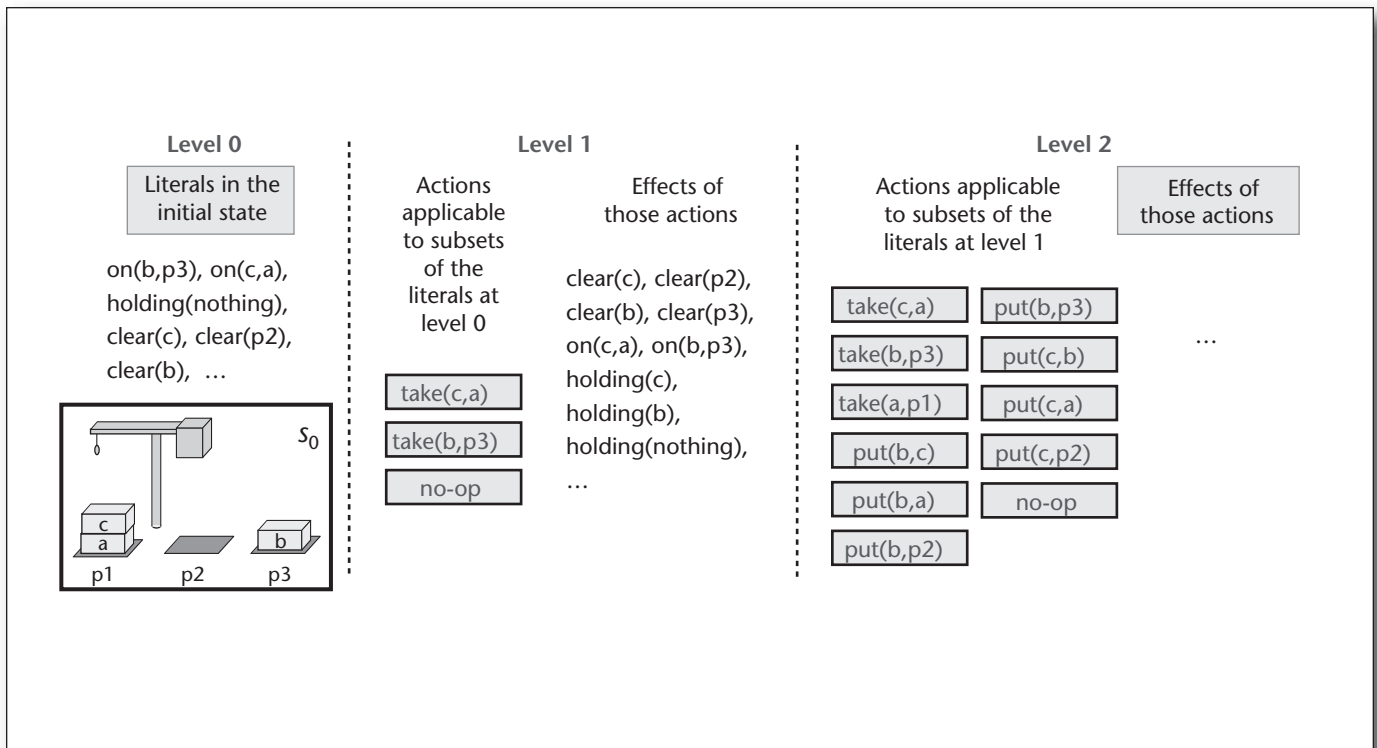 Level 0
Literals in the
initial state
on(b,p3), on(c,a),
holding(nothing),
clear(c), clear(p2),
clear(b), …
s0
c
a
b
p1 p2 p3
Level 1
Actions
applicable
to subsets
of the
literals at
level 0
take(c,a)
take(b,p3)
no-op
Effects of
those actions
clear(c), clear(p2),
clear(b), clear(p3),
on(c,a), on(b,p3),
holding(c),
holding(b),
holding(nothing),
…
Level 2
Actions applicable
to subsets of the
literals at level 1
take(c,a)
take(b,p3)
take(a,p1)
put(b,c)
put(b,a)
put(b,p2)
put(b,p3)
put(c,b)
put(c,a)
put(c,p2)
no-op
Effects of
those actions
…